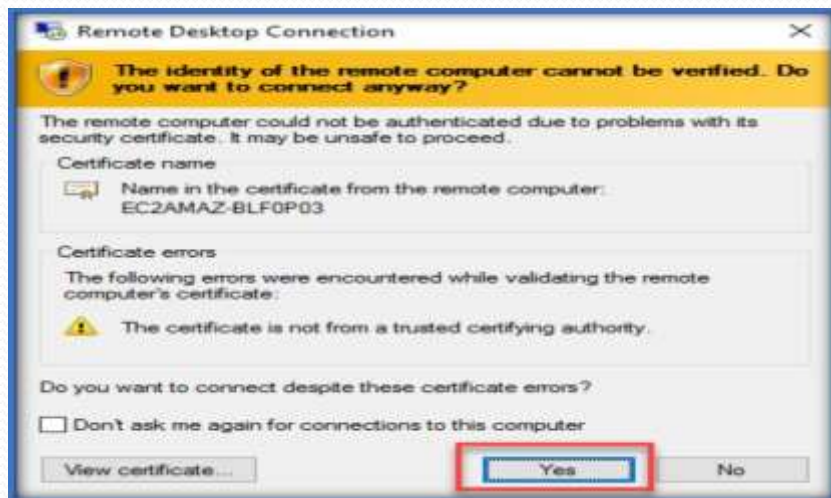 Remote Desktop Connection
The identity of the remote computer cannot be verified. Do
you want to connect anyway?
The remote computer could not be authenticated due to problems with its
security certificate. It may be unsafe to proceed.
Certificate name
Name in the certificate from the remote computer:
EC2AMAZ-BLF0P03
Certificate errors
The following errors were encountered while validating the remote
computer's certificate:
The certificate is not from a trusted certifying authority.
Do you want to connect despite these certificate errors?
Don't ask me again for connections to this computer
View certificate... Yes No